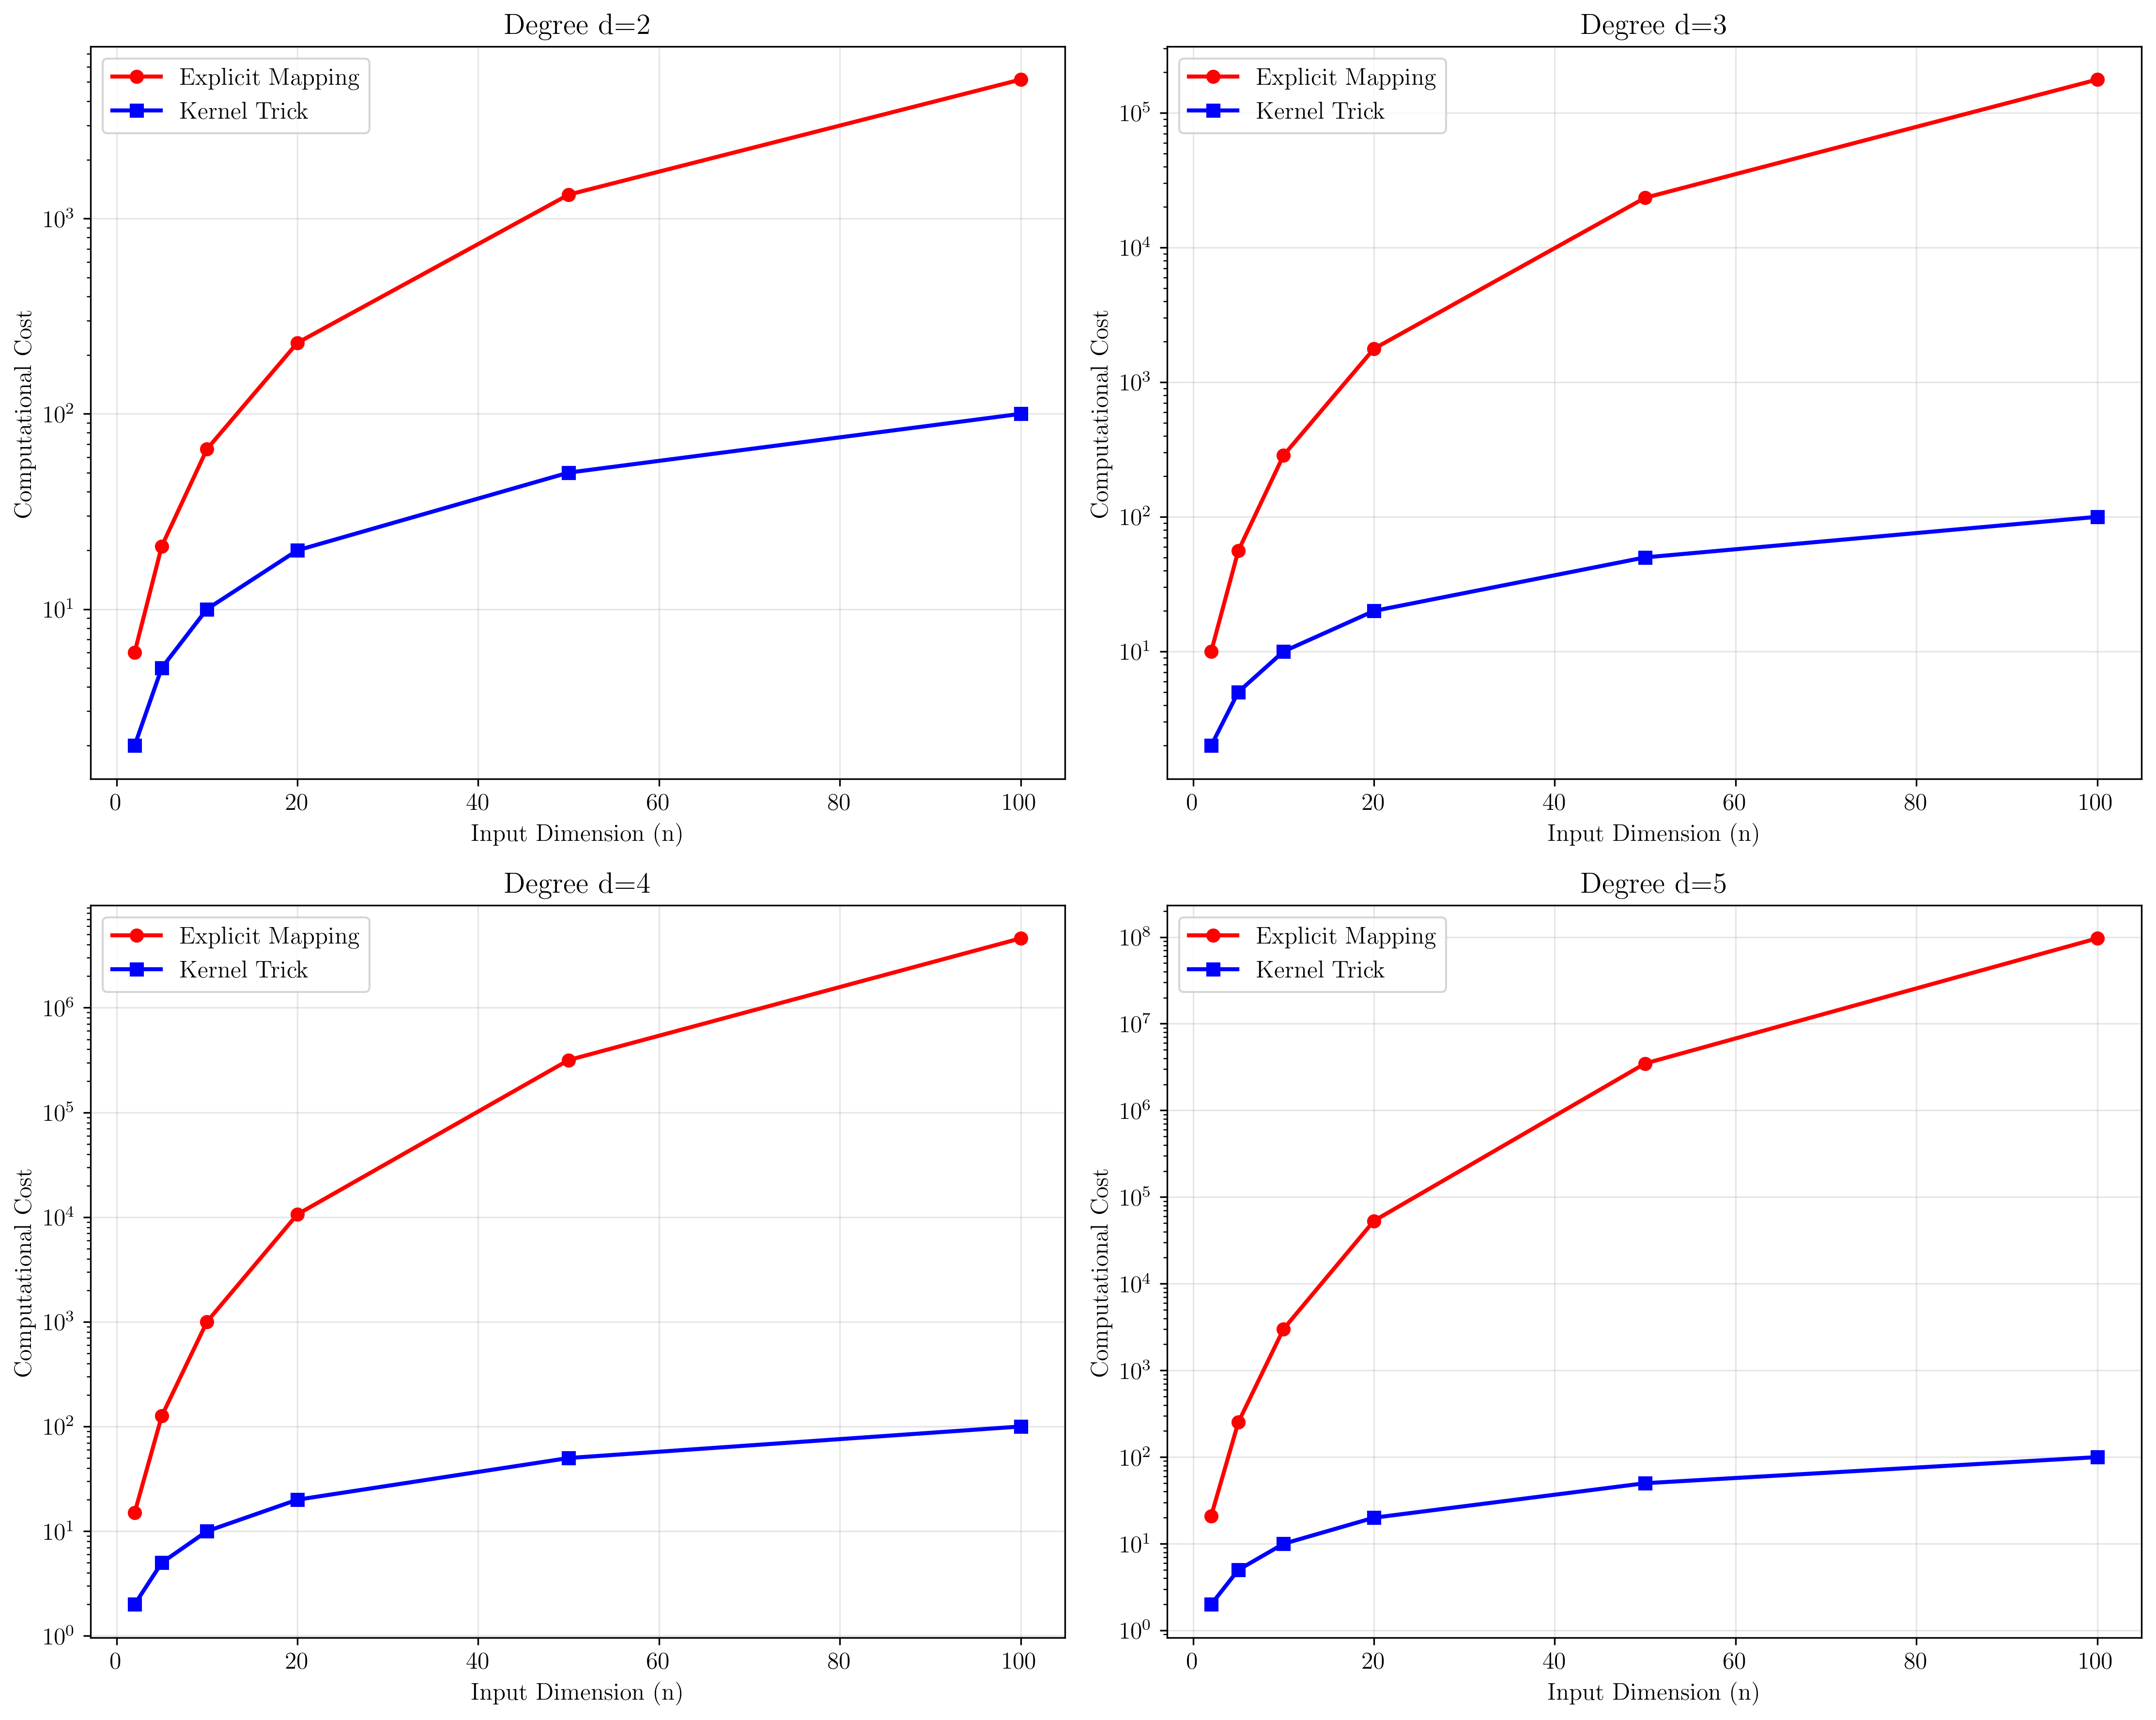 Degree d=2
Explicit Mapping
Kernel Trick
Computational Cost
10³
10²
10¹
0 20 40 60 80 100
Input Dimension (n)
Degree d=3
Explicit Mapping
Kernel Trick
Computational Cost
10⁵
10⁴
10³
10²
10¹
0 20 40 60 80 100
Input Dimension (n)
Degree d=4
Explicit Mapping
Kernel Trick
Computational Cost
10⁶
10⁵
10⁴
10³
10²
10¹
10⁰
0 20 40 60 80 100
Input Dimension (n)
Degree d=5
Explicit Mapping
Kernel Trick
Computational Cost
10⁸
10⁷
10⁶
10⁵
10⁴
10³
10²
10¹
10⁰
0 20 40 60 80 100
Input Dimension (n)